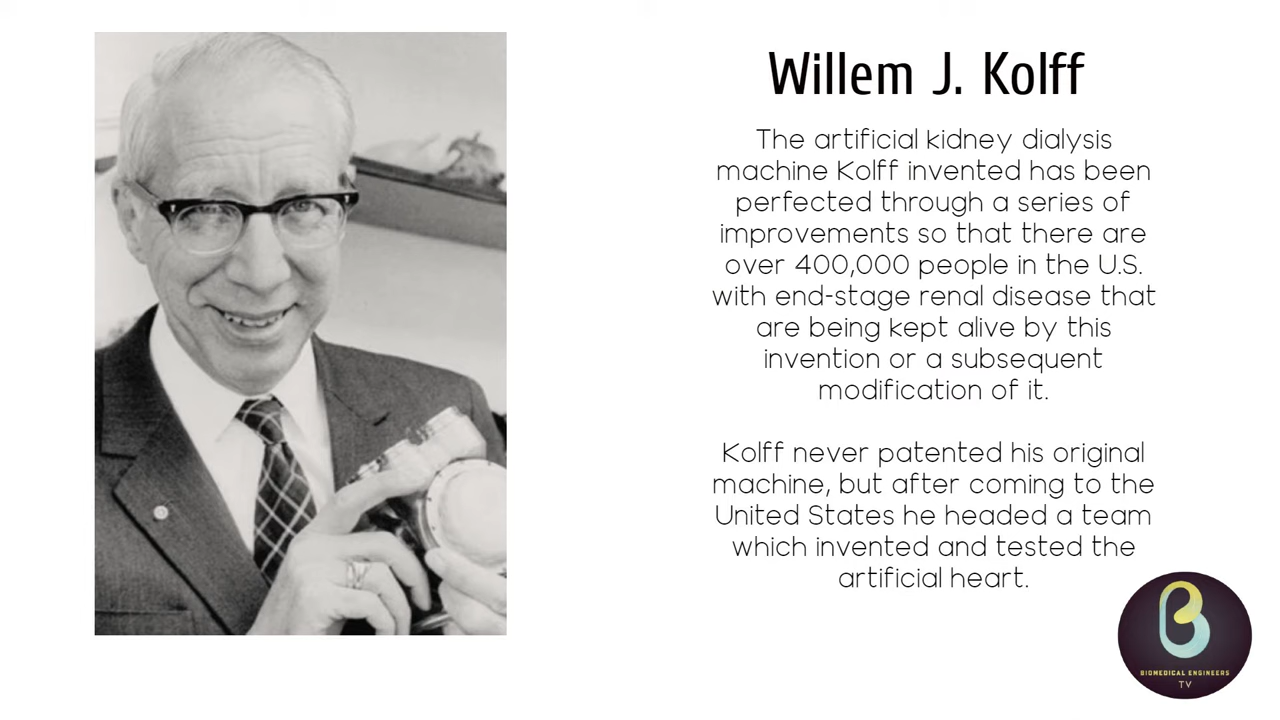 Willem J. Kolff
The artificial kidney dialysis
machine Kolff invented has been
perfected through a series of
improvements so that there are
over 400,000 people in the U.S.
with end-stage renal disease that
are being kept alive by this
invention or a subsequent
modification of it.
Kolff never patented his original
machine, but after coming to the
United States he headed a team
which invented and tested the
artificial heart.
B
BIOMEDICAL ENGINEERS
TV